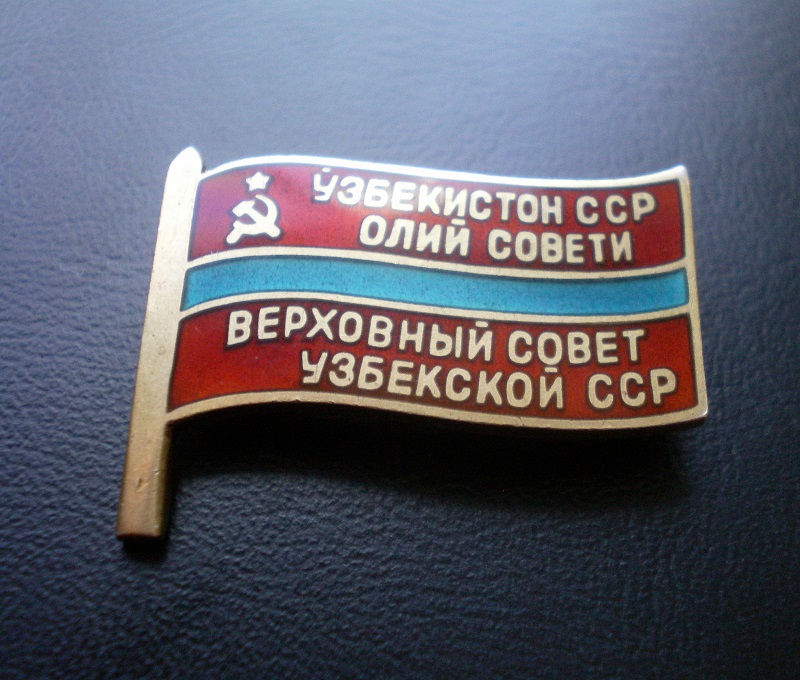 ЎЗБЕКИСТОН ССР
ОЛИЙ СОВЕТИ
ВЕРХОВНЫЙ СОВЕТ
УЗБЕКСКОЙ ССР